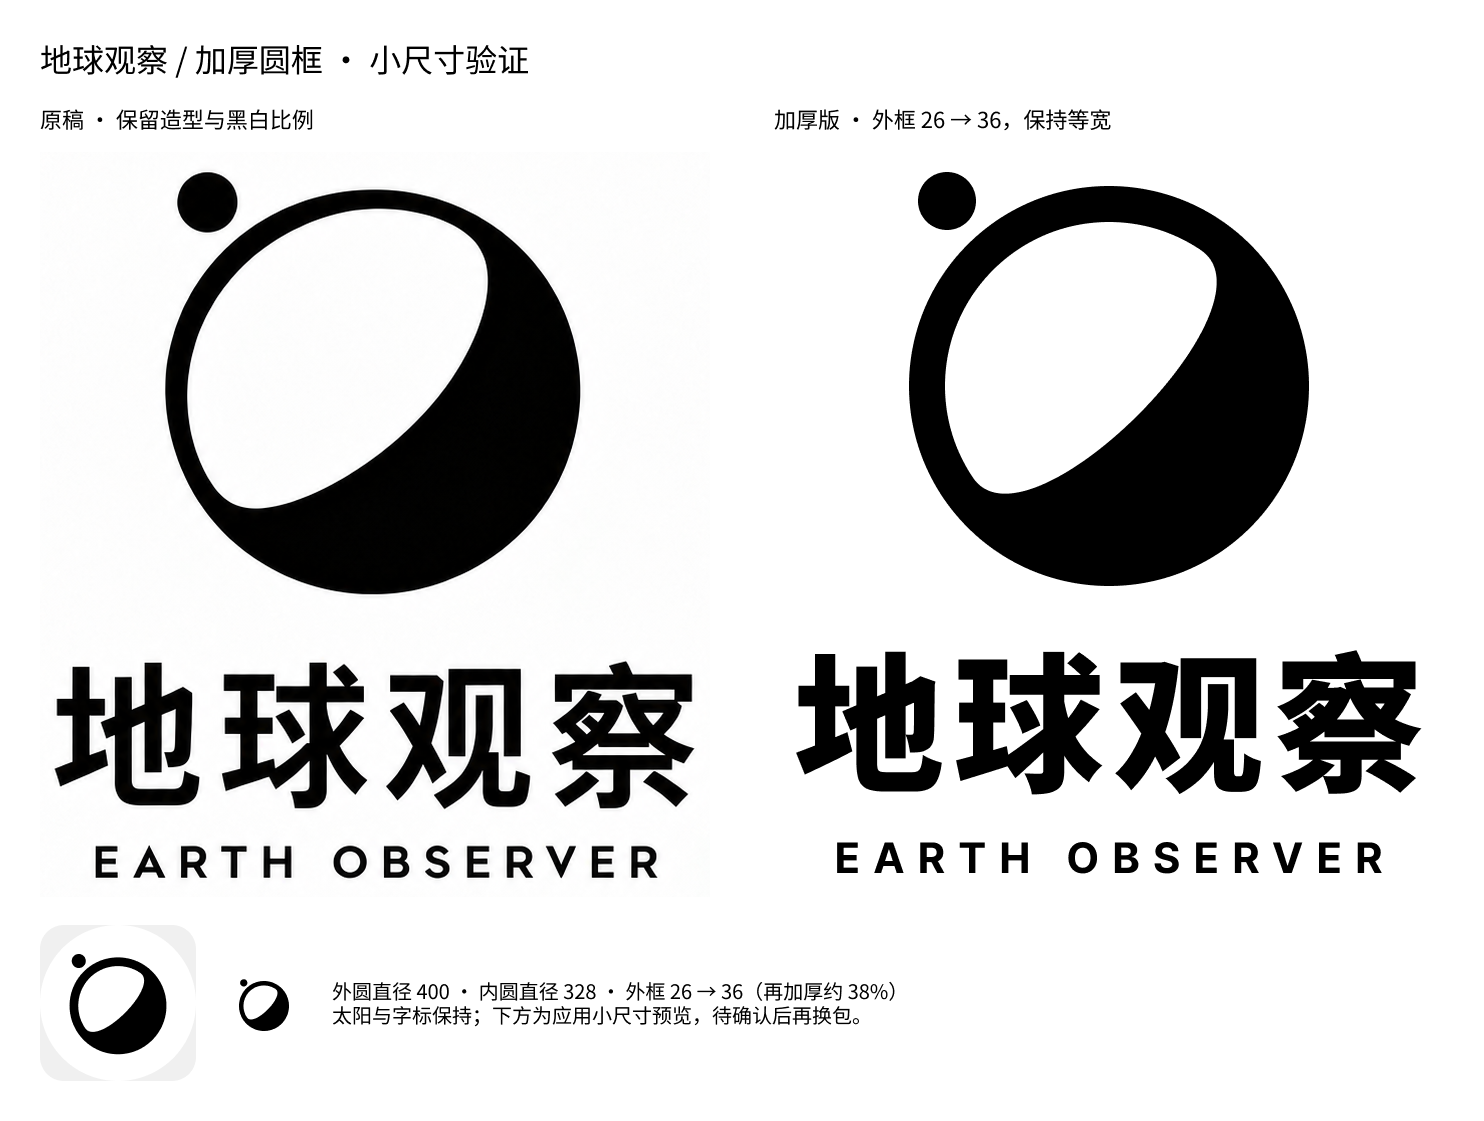 地球观察 / 加厚圆框 · 小尺寸验证
原稿 · 保留造型与黑白比例
加厚版 · 外框 26 → 36，保持等宽
地球观察
EARTH OBSERVER
地球观察
EARTH OBSERVER
外圆直径 400 · 内圆直径 328 · 外框 26 → 36（再加厚约 38%）
太阳与字标保持；下方为应用小尺寸预览，待确认后再换包。